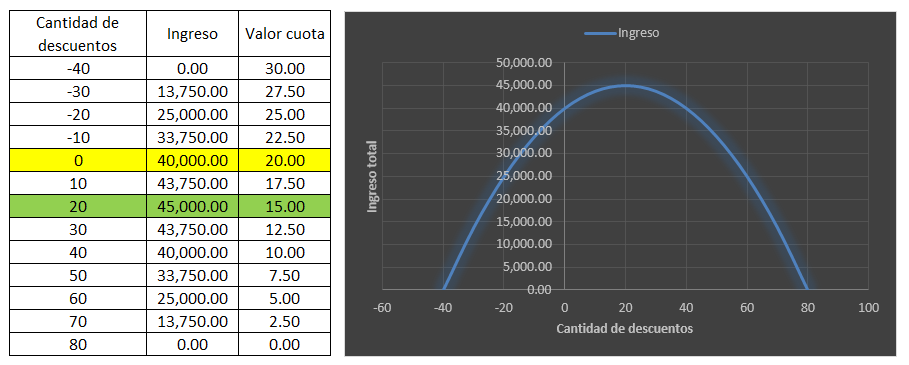 Cantidad de descuentos Ingreso Valor cuota
-40 0.00 30.00
-30 13,750.00 27.50
-20 25,000.00 25.00
-10 33,750.00 22.50
0 40,000.00 20.00
10 43,750.00 17.50
20 45,000.00 15.00
30 43,750.00 12.50
40 40,000.00 10.00
50 33,750.00 7.50
60 25,000.00 5.00
70 13,750.00 2.50
80 0.00 0.00
Ingreso
50,000.00
45,000.00
40,000.00
35,000.00
30,000.00
25,000.00
20,000.00
15,000.00
10,000.00
5,000.00
0.00
Ingreso total
-60 -40 -20 0 20 40 60 80 100
Cantidad de descuentos